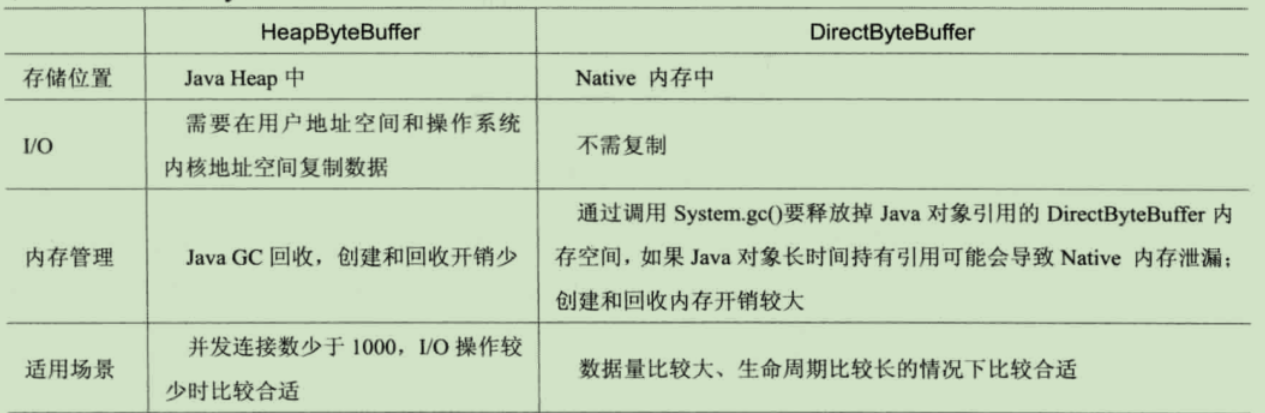 HeapByteBuffer DirectByteBuffer
存储位置 Java Heap 中 Native 内存中
I/O 需要在用户地址空间和操作系统
内核地址空间复制数据 不需复制
内存管理 Java GC 回收，创建和回收开销少 通过调用 System.gc()要释放掉 Java 对象引用的 DirectByteBuffer 内
存空间，如果 Java 对象长时间持有引用可能会导致 Native 内存泄漏；
创建和回收内存开销较大
适用场景 并发连接数少于 1000，I/O 操作较
少时比较合适 数据量比较大、生命周期比较长的情况下比较合适